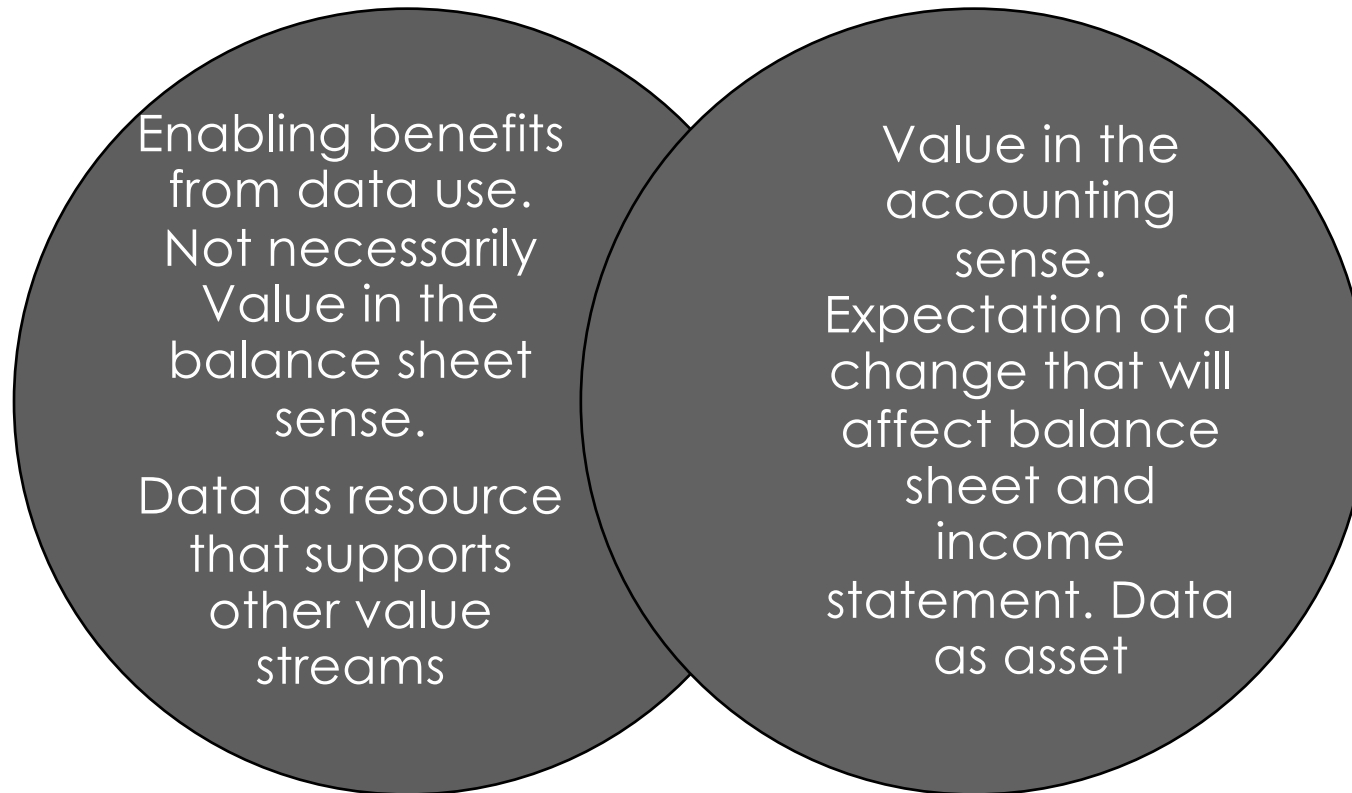 Enabling benefits
from data use.
Not necessarily
Value in the
balance sheet
sense.
Data as resource
that supports
other value
streams
Value in the
accounting
sense.
Expectation of a
change that will
affect balance
sheet and
income
statement. Data
as asset